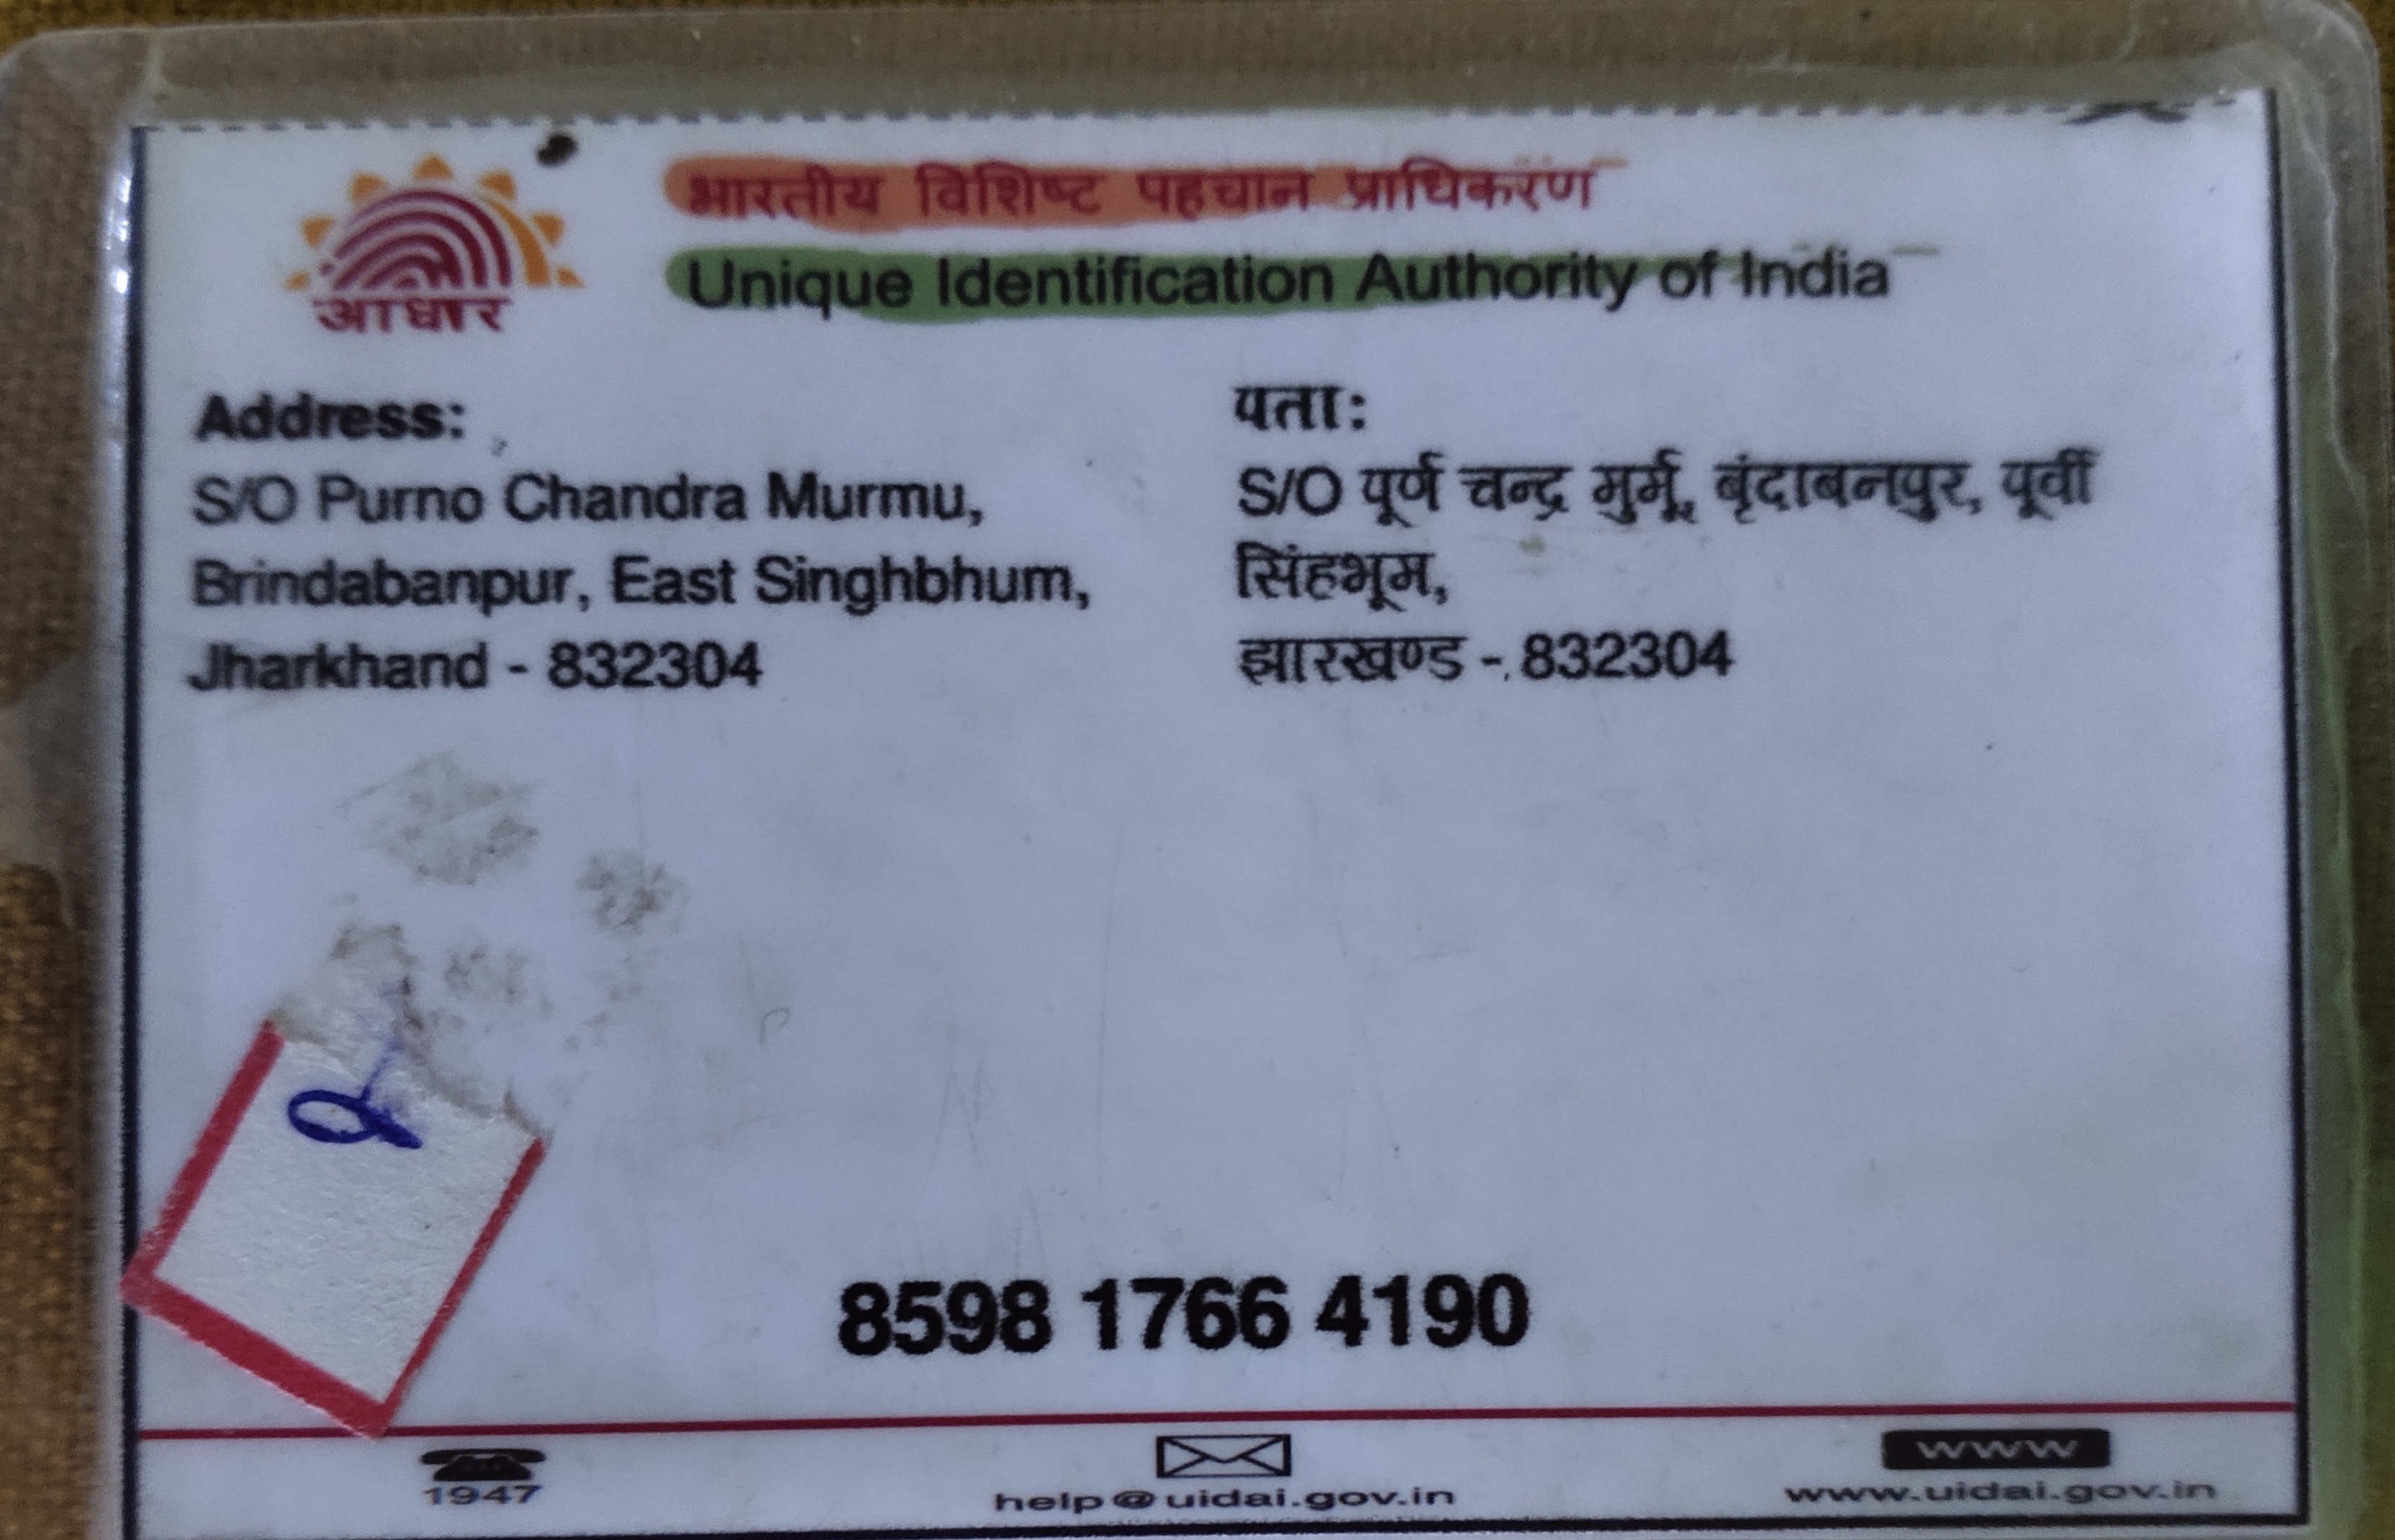 भारतीय विशिष्ट पहचान प्राधिकरण
Unique Identification Authority of India
आधार
Address:
S/O Purno Chandra Murmu,
Brindabanpur, East Singhbhum,
Jharkhand - 832304
पता:
S/O पूर्ण चन्द्र मुर्मू, बृंदाबनपुर, पूर्वी
सिंहभूम,
झारखण्ड - 832304
8598 1766 4190
1947
help@uidai.gov.in
WWW
www.uidai.gov.in